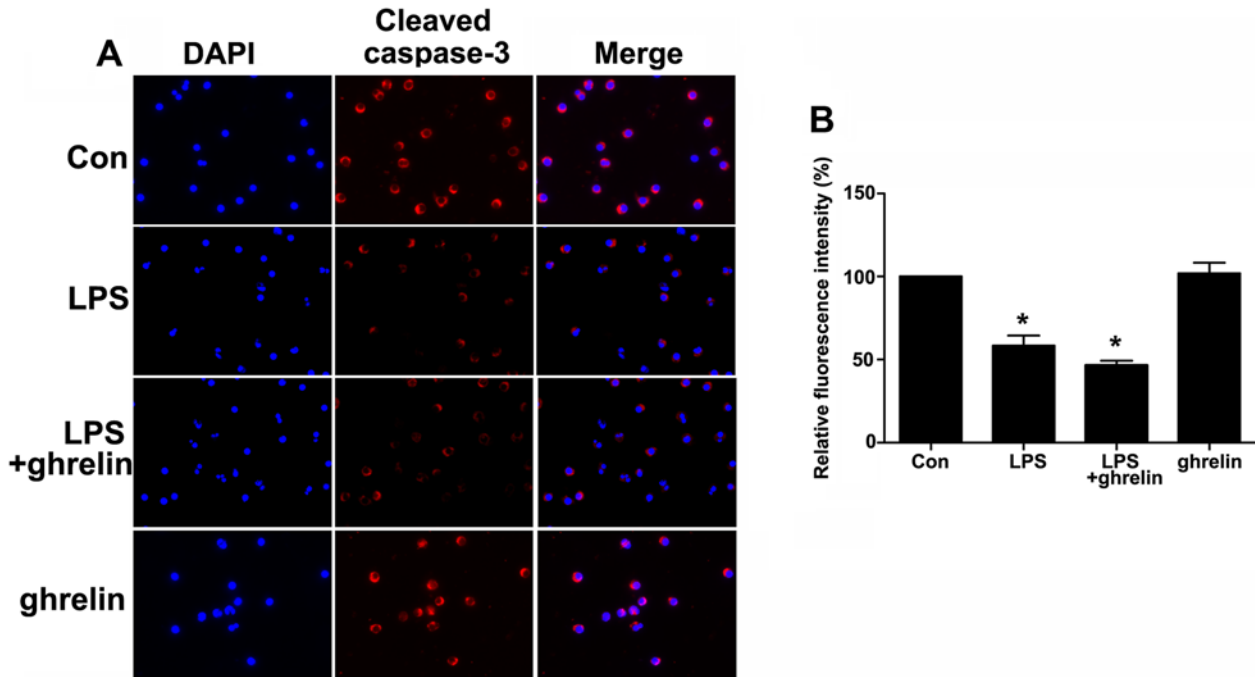 A
DAPI
Cleaved
caspase-3
Merge
Con
LPS
LPS
+ghrelin
ghrelin
B
Relative fluorescence intensity (%)
150
100
50
0
*
*
Con
LPS
LPS
+ghrelin
ghrelin